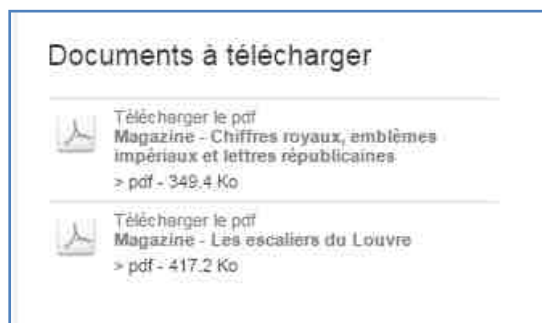 Documents à télécharger
Télécharger le pdf
Magazine - Chiffres royaux, emblèmes
impériaux et lettres républicaines
> pdf - 349.4 Ko
Télécharger le pdf
Magazine - Les escaliers du Louvre
> pdf - 417.2 Ko